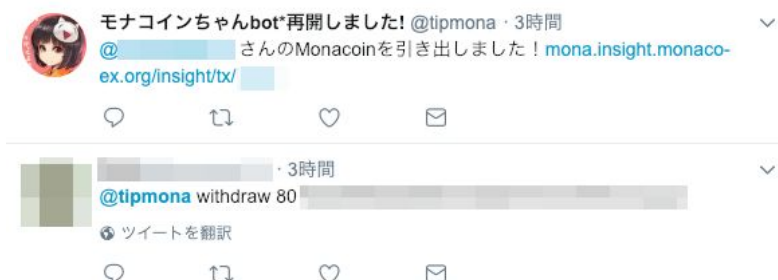 モナコインちゃんbot*再開しました! @tipmona · 3時間
@ さんのMonacoinを引き出しました！mona.insight.monaco-
ex.org/insight/tx/
· 3時間
@tipmona withdraw 80
ツイートを翻訳